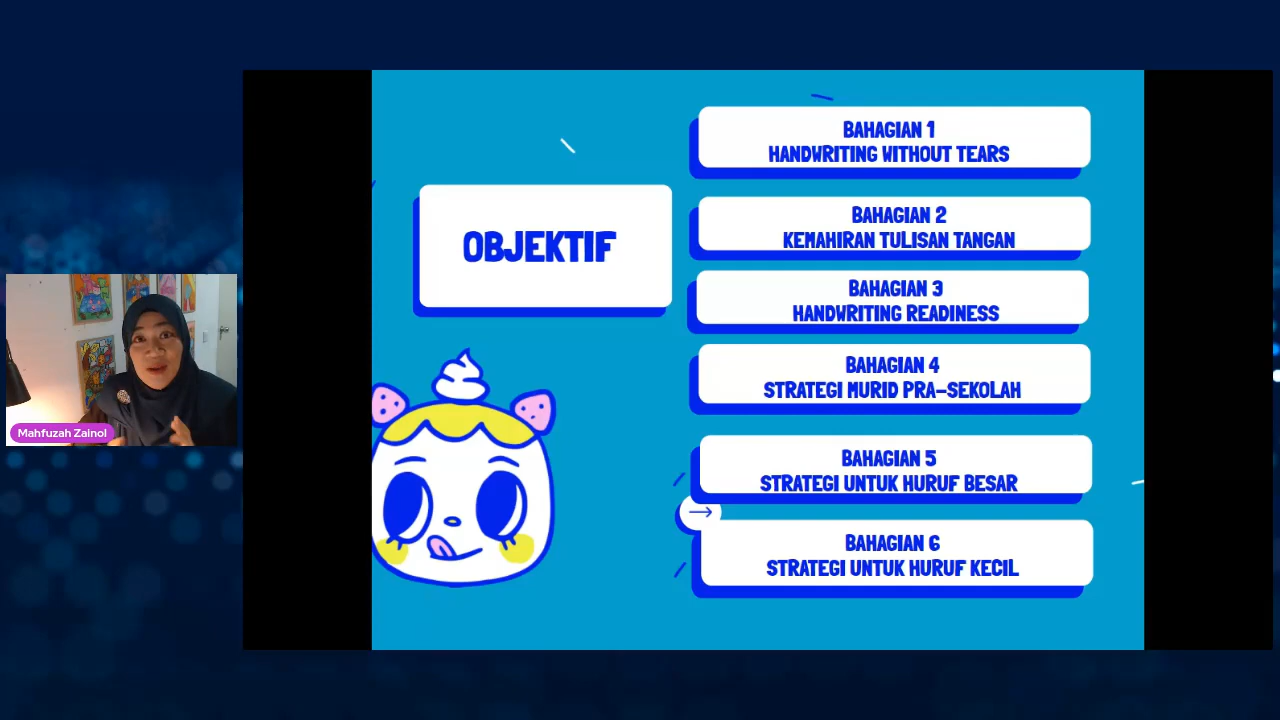 OBJEKTIF
BAHAGIAN 1
HANDWRITING WITHOUT TEARS
BAHAGIAN 2
KEMAHIRAN TULISAN TANGAN
BAHAGIAN 3
HANDWRITING READINESS
BAHAGIAN 4
STRATEGI MURID PRA-SEKOLAH
BAHAGIAN 5
STRATEGI UNTUK HURUF BESAR
BAHAGIAN 6
STRATEGI UNTUK HURUF KECIL
Mahfuzah Zainol